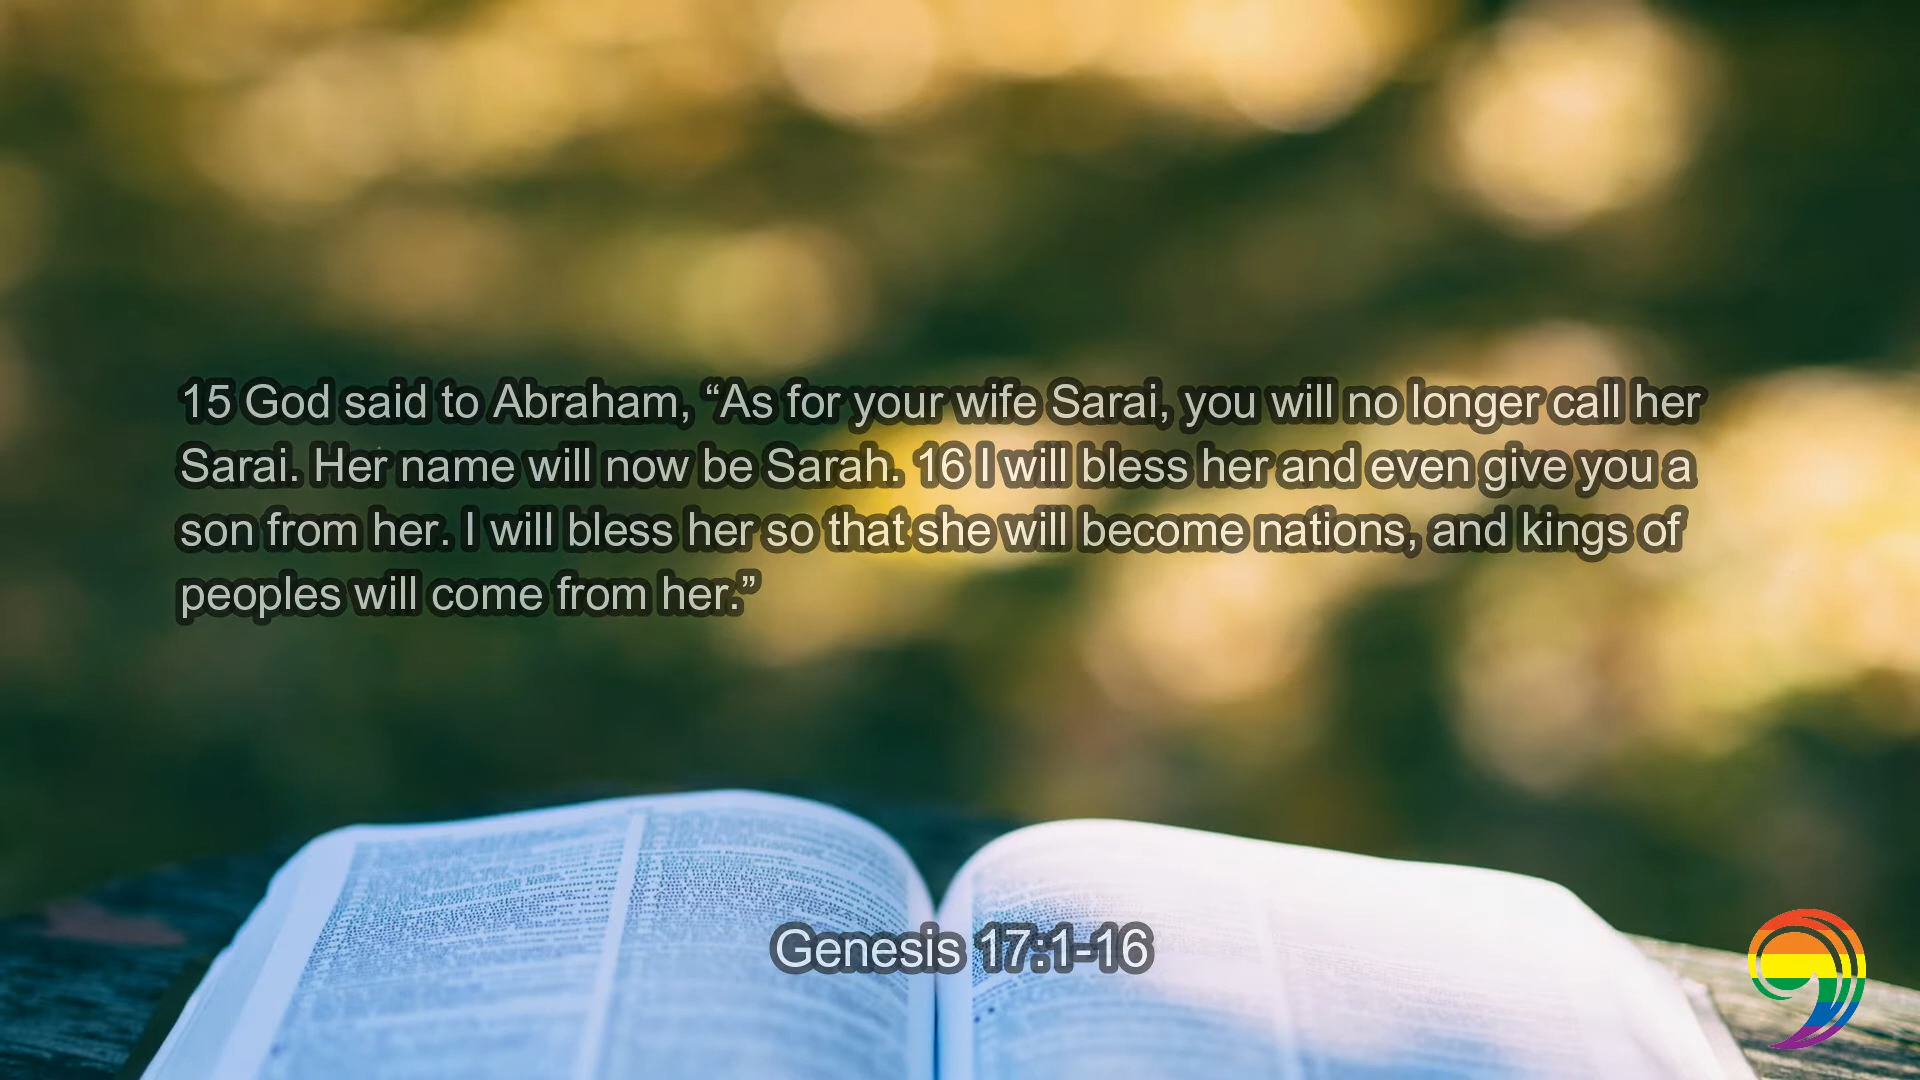 15 God said to Abraham, “As for your wife Sarai, you will no longer call her
Sarai. Her name will now be Sarah. 16 I will bless her and even give you a
son from her. I will bless her so that she will become nations, and kings of
peoples will come from her.”
Genesis 17:1-16